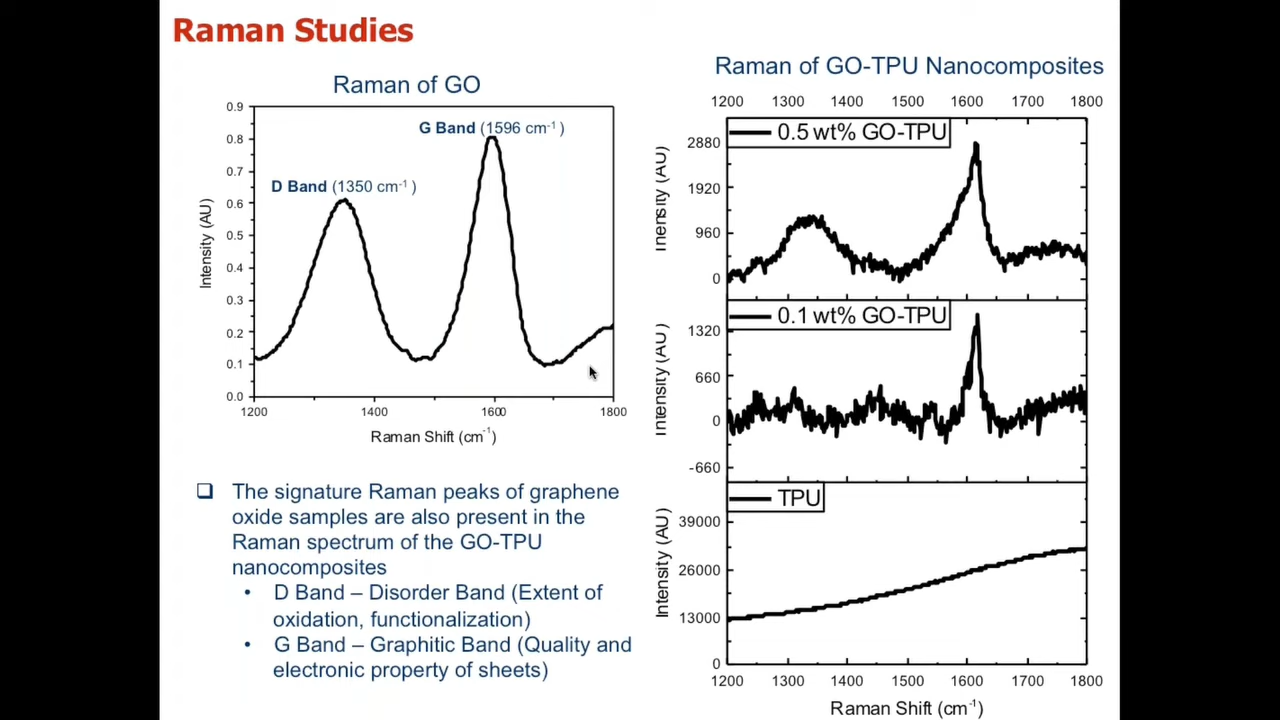 Raman Studies
Raman of GO
0.9
0.8
0.7
0.6
0.5
0.4
0.3
0.2
0.1
0.0
Intensity (AU)
G Band (1596 cm-1 )
D Band (1350 cm-1 )
1200 1400 1600 1800
Raman Shift (cm-1)
❑ The signature Raman peaks of graphene
oxide samples are also present in the
Raman spectrum of the GO-TPU
nanocomposites
• D Band – Disorder Band (Extent of
oxidation, functionalization)
• G Band – Graphitic Band (Quality and
electronic property of sheets)
Raman of GO-TPU Nanocomposites
1200 1300 1400 1500 1600 1700 1800
0.5 wt% GO-TPU
2880
1920
960
0
Inensity (AU)
0.1 wt% GO-TPU
1320
660
0
-660
Intensity (AU)
TPU
39000
26000
13000
0
Intensity (AU)
1200 1300 1400 1500 1600 1700 1800
Raman Shift (cm-1)